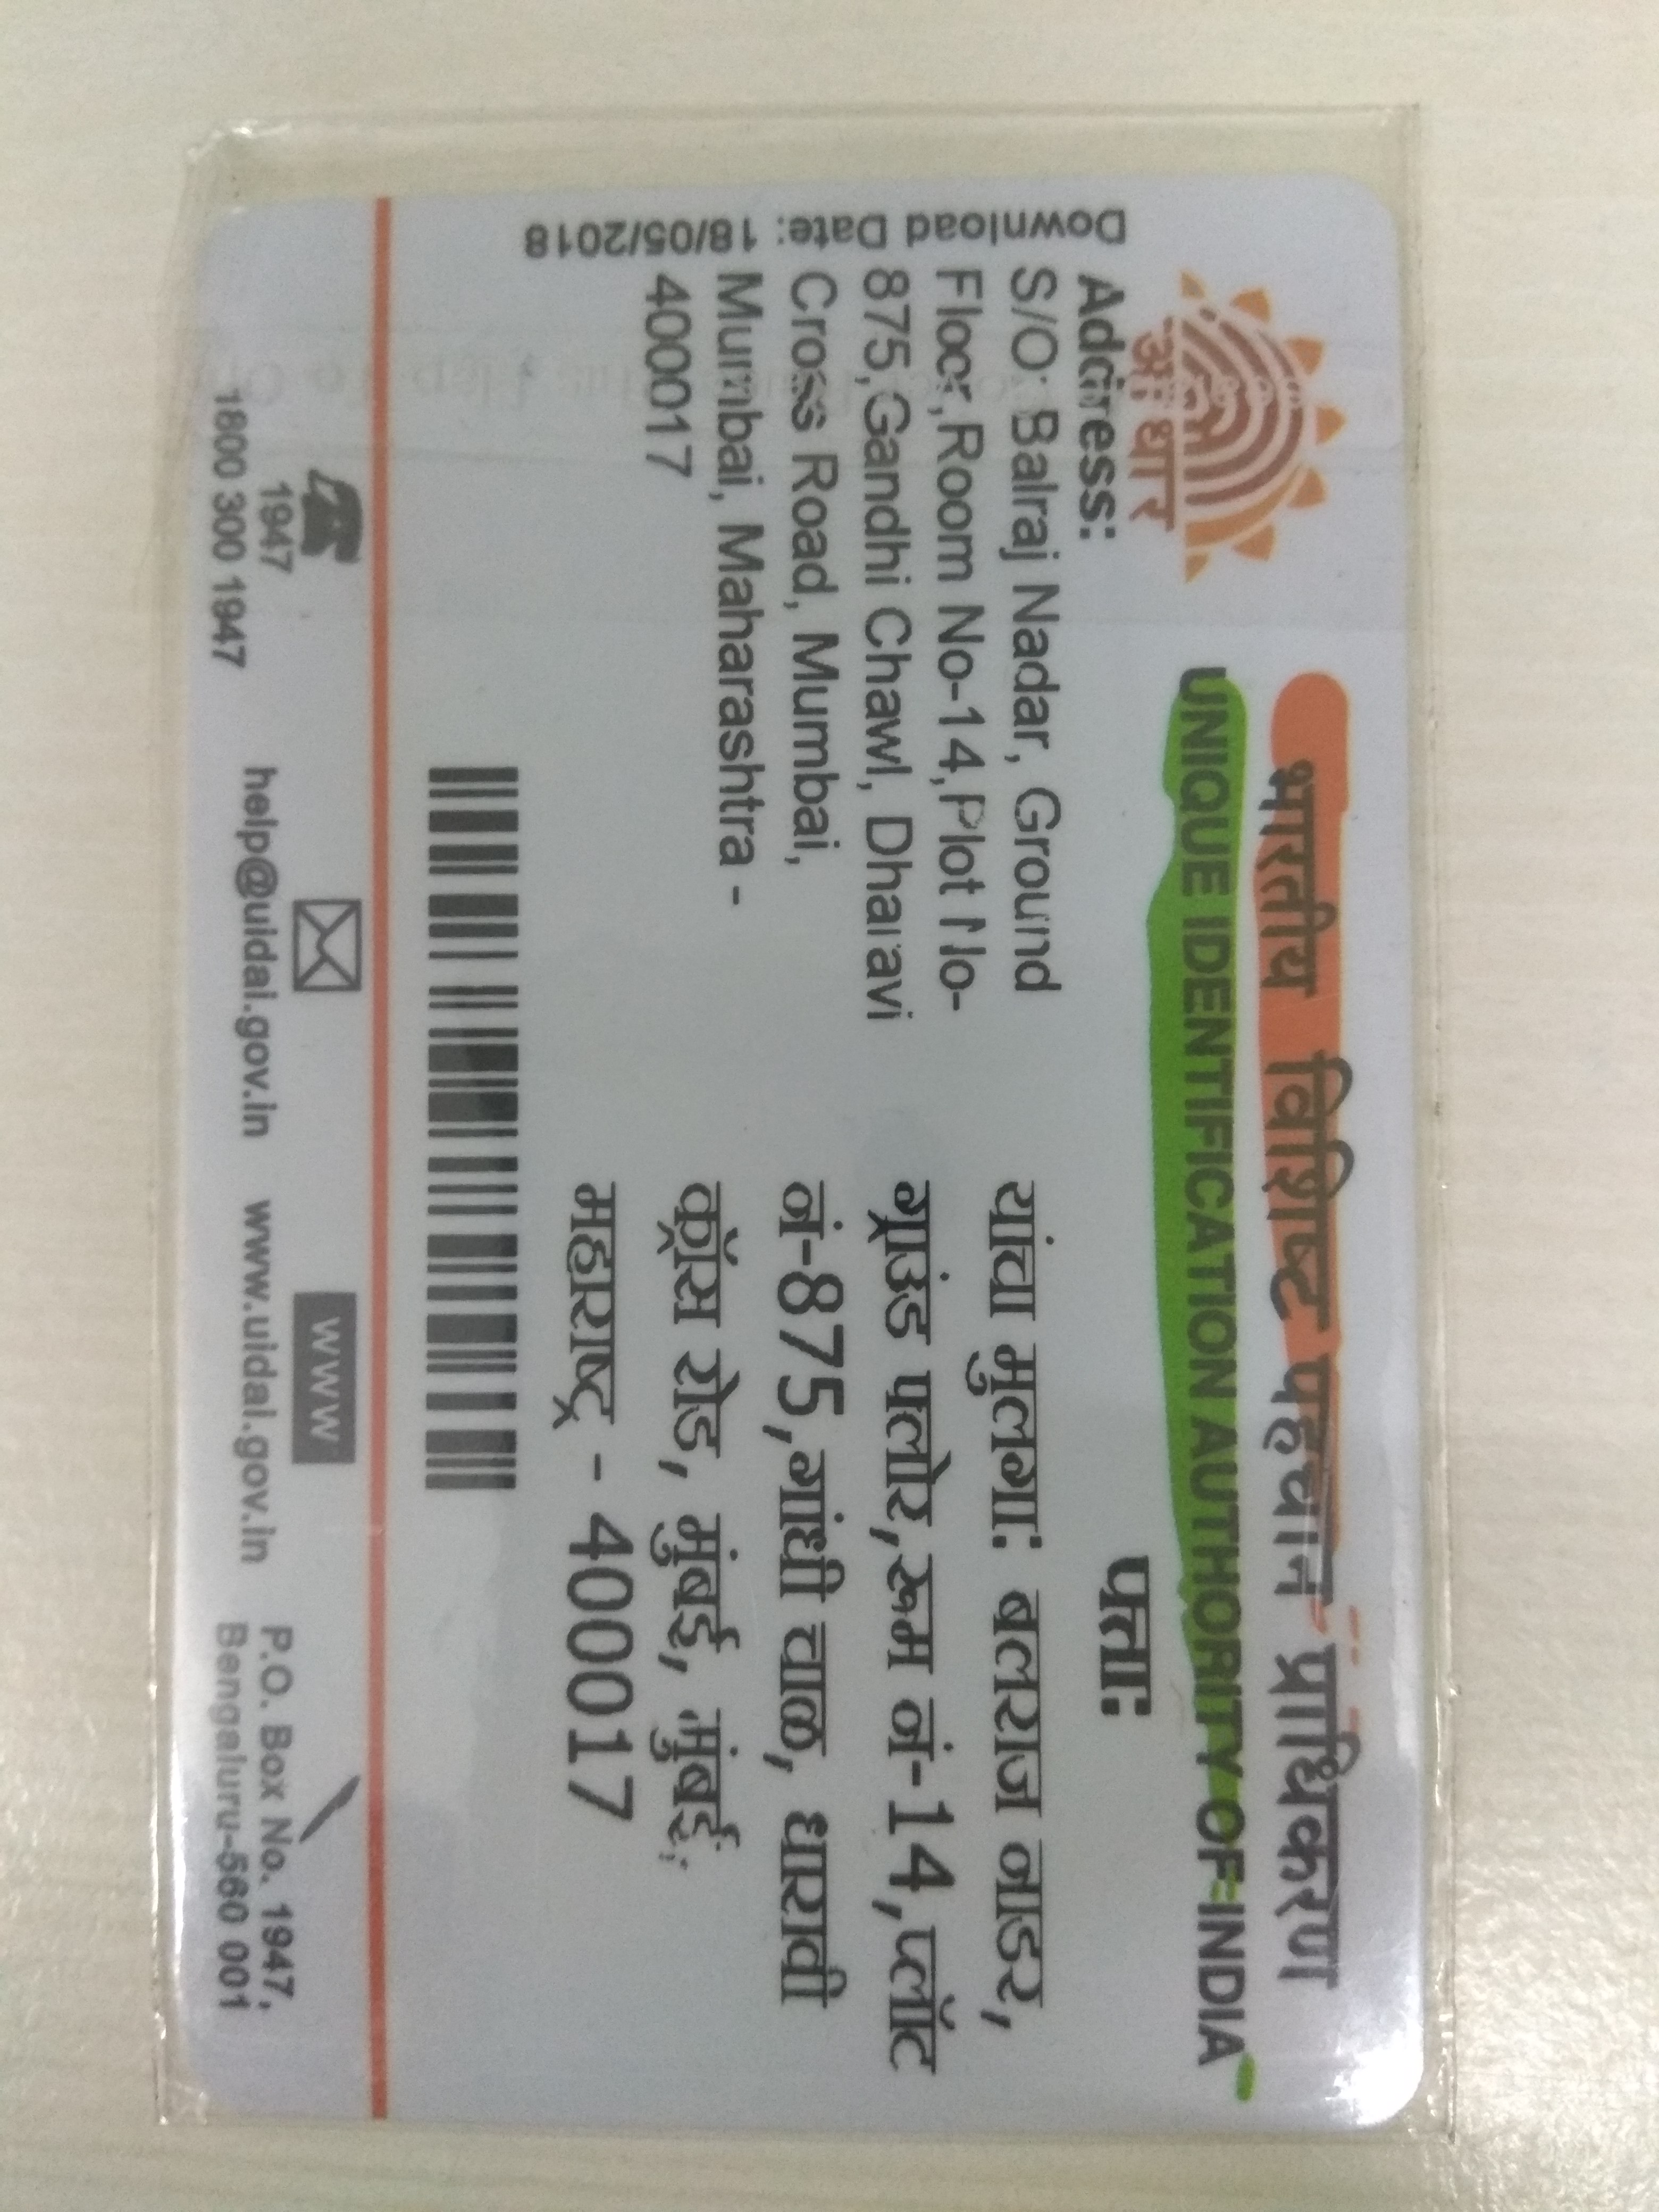 भारतीय विशिष्ट पहचान प्राधिकरण
UNIQUE IDENTIFICATION AUTHORITY OF INDIA
आधार
Address:
S/O: Balraj Nadar, Ground
Floor,Room No-14,Plot No-
875,Gandhi Chawl, Dharavi
Cross Road, Mumbai,
Mumbai, Maharashtra -
400017
पत्ता:
यांचा मुलगा: बलराज नाडर,
ग्राउंड फ्लोर,रूम नं-14,प्लॉट
नं-875,गांधी चाळ, धारावी
क्रॉस रोड, मुंबई, मुंबई,
महाराष्ट्र - 400017
Download Date: 18/05/2018
1947
1800 300 1947
help@uidai.gov.in
www
www.uidai.gov.in
P.O. Box No. 1947,
Bengaluru-560 001